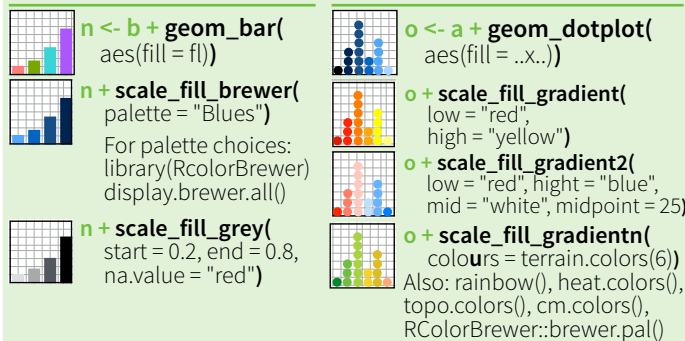 n <- b + geom_bar(
aes(fill = fl))
n + scale_fill_brewer(
palette = "Blues")
For palette choices:
library(RcolorBrewer)
display.brewer.all()
n + scale_fill_grey(
start = 0.2, end = 0.8,
na.value = "red")
o <- a + geom_dotplot(
aes(fill = ..x..))
o + scale_fill_gradient(
low = "red",
high = "yellow")
o + scale_fill_gradient2(
low = "red", hight = "blue",
mid = "white", midpoint = 25)
o + scale_fill_gradientn(
colours = terrain.colors(6))
Also: rainbow(), heat.colors(),
topo.colors(), cm.colors(),
RColorBrewer::brewer.pal()